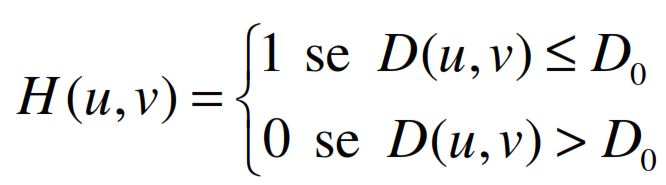 1 se D(u,v) ≤ D₀
H(u,v) = {
0 se D(u,v) > D₀